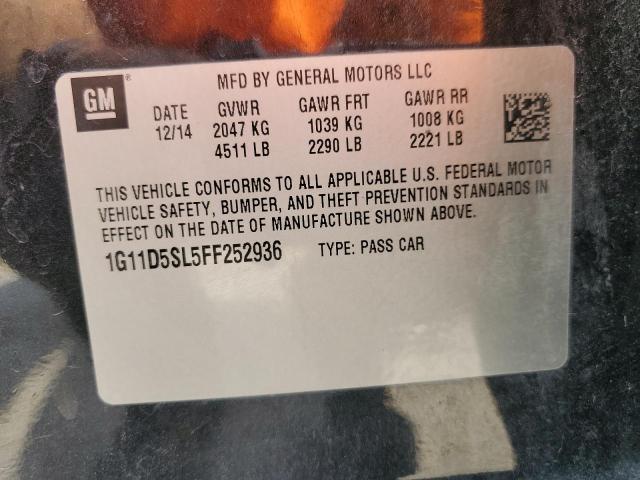 GM ®
MFD BY GENERAL MOTORS LLC
DATE GVWR GAWR FRT GAWR RR
12/14 2047 KG 1039 KG 1008 KG
4511 LB 2290 LB 2221 LB
THIS VEHICLE CONFORMS TO ALL APPLICABLE U.S. FEDERAL MOTOR
VEHICLE SAFETY, BUMPER, AND THEFT PREVENTION STANDARDS IN
EFFECT ON THE DATE OF MANUFACTURE SHOWN ABOVE.
1G11D5SL5FF252936 TYPE: PASS CAR